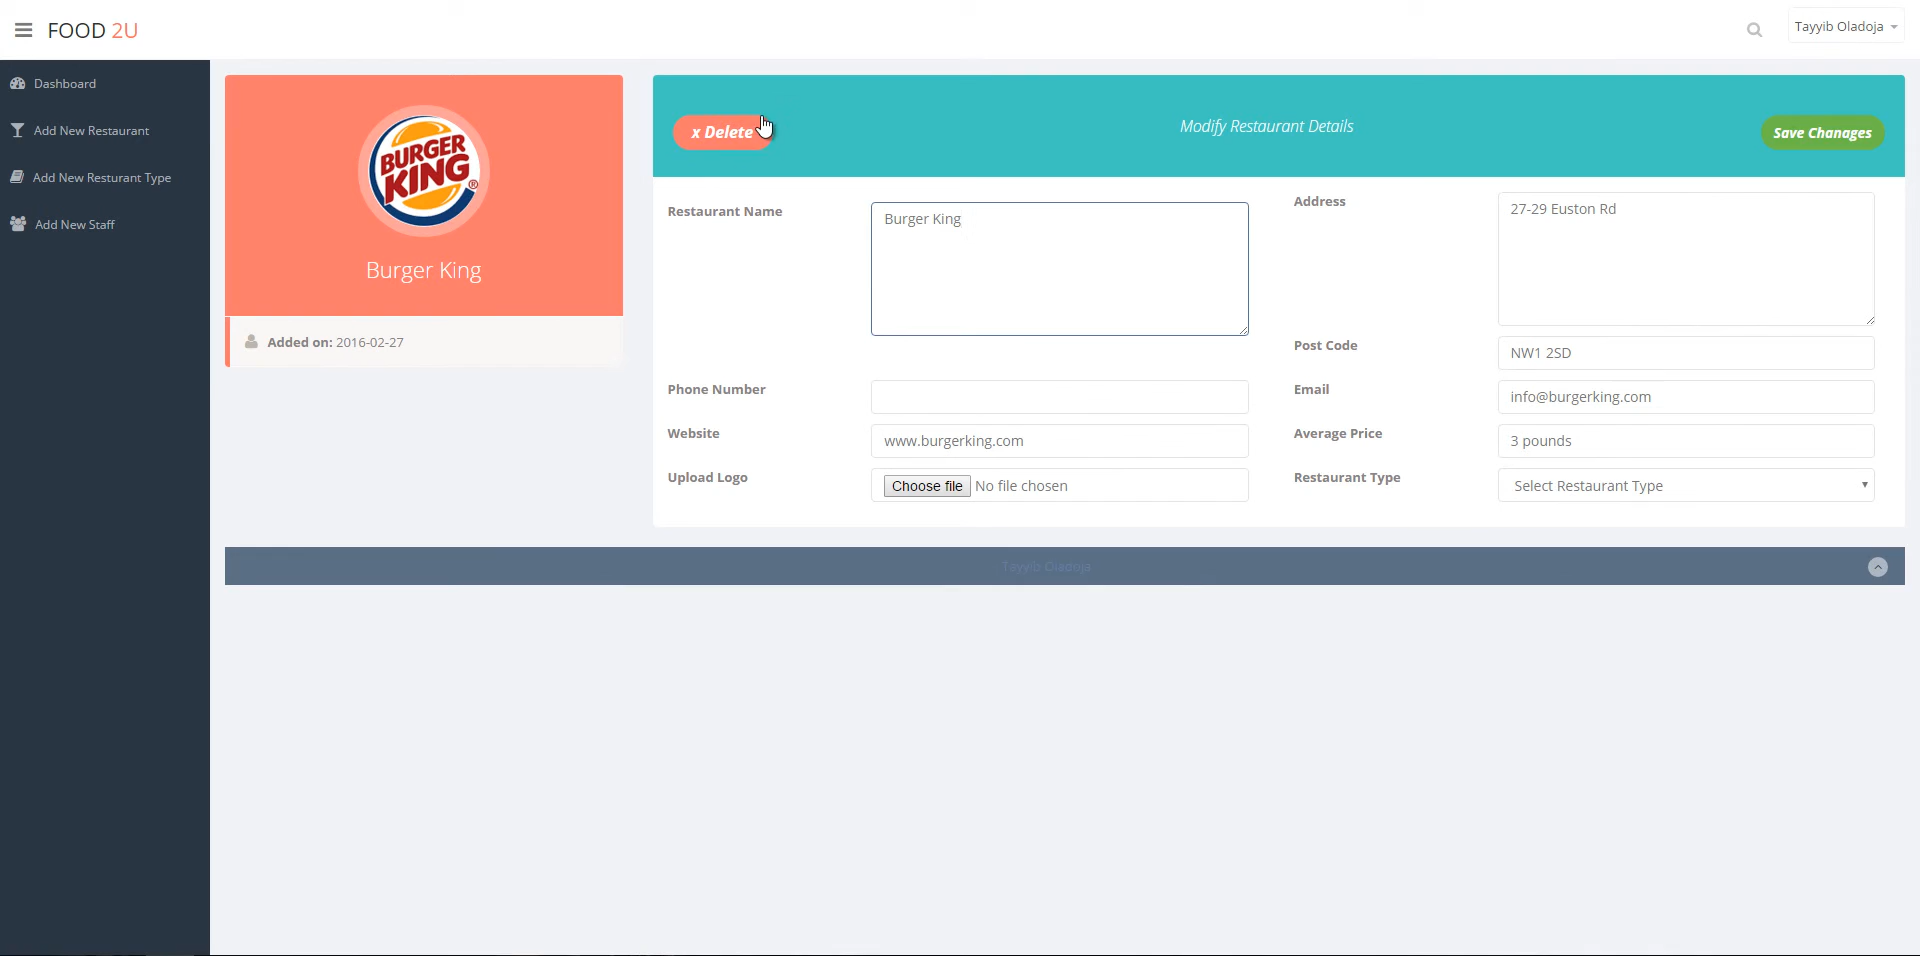 FOOD 2U
Tayyib Oladoja
Dashboard
Add New Restaurant
Add New Resturant Type
Add New Staff
BURGER
KING
®
Burger King
Added on: 2016-02-27
x Delete
Modify Restaurant Details
Save Chanages
Restaurant Name
Burger King
Address
27-29 Euston Rd
Post Code
NW1 2SD
Phone Number
Email
info@burgerking.com
Website
www.burgerking.com
Average Price
3 pounds
Upload Logo
Choose file No file chosen
Restaurant Type
Select Restaurant Type
Tayyib Oladoja